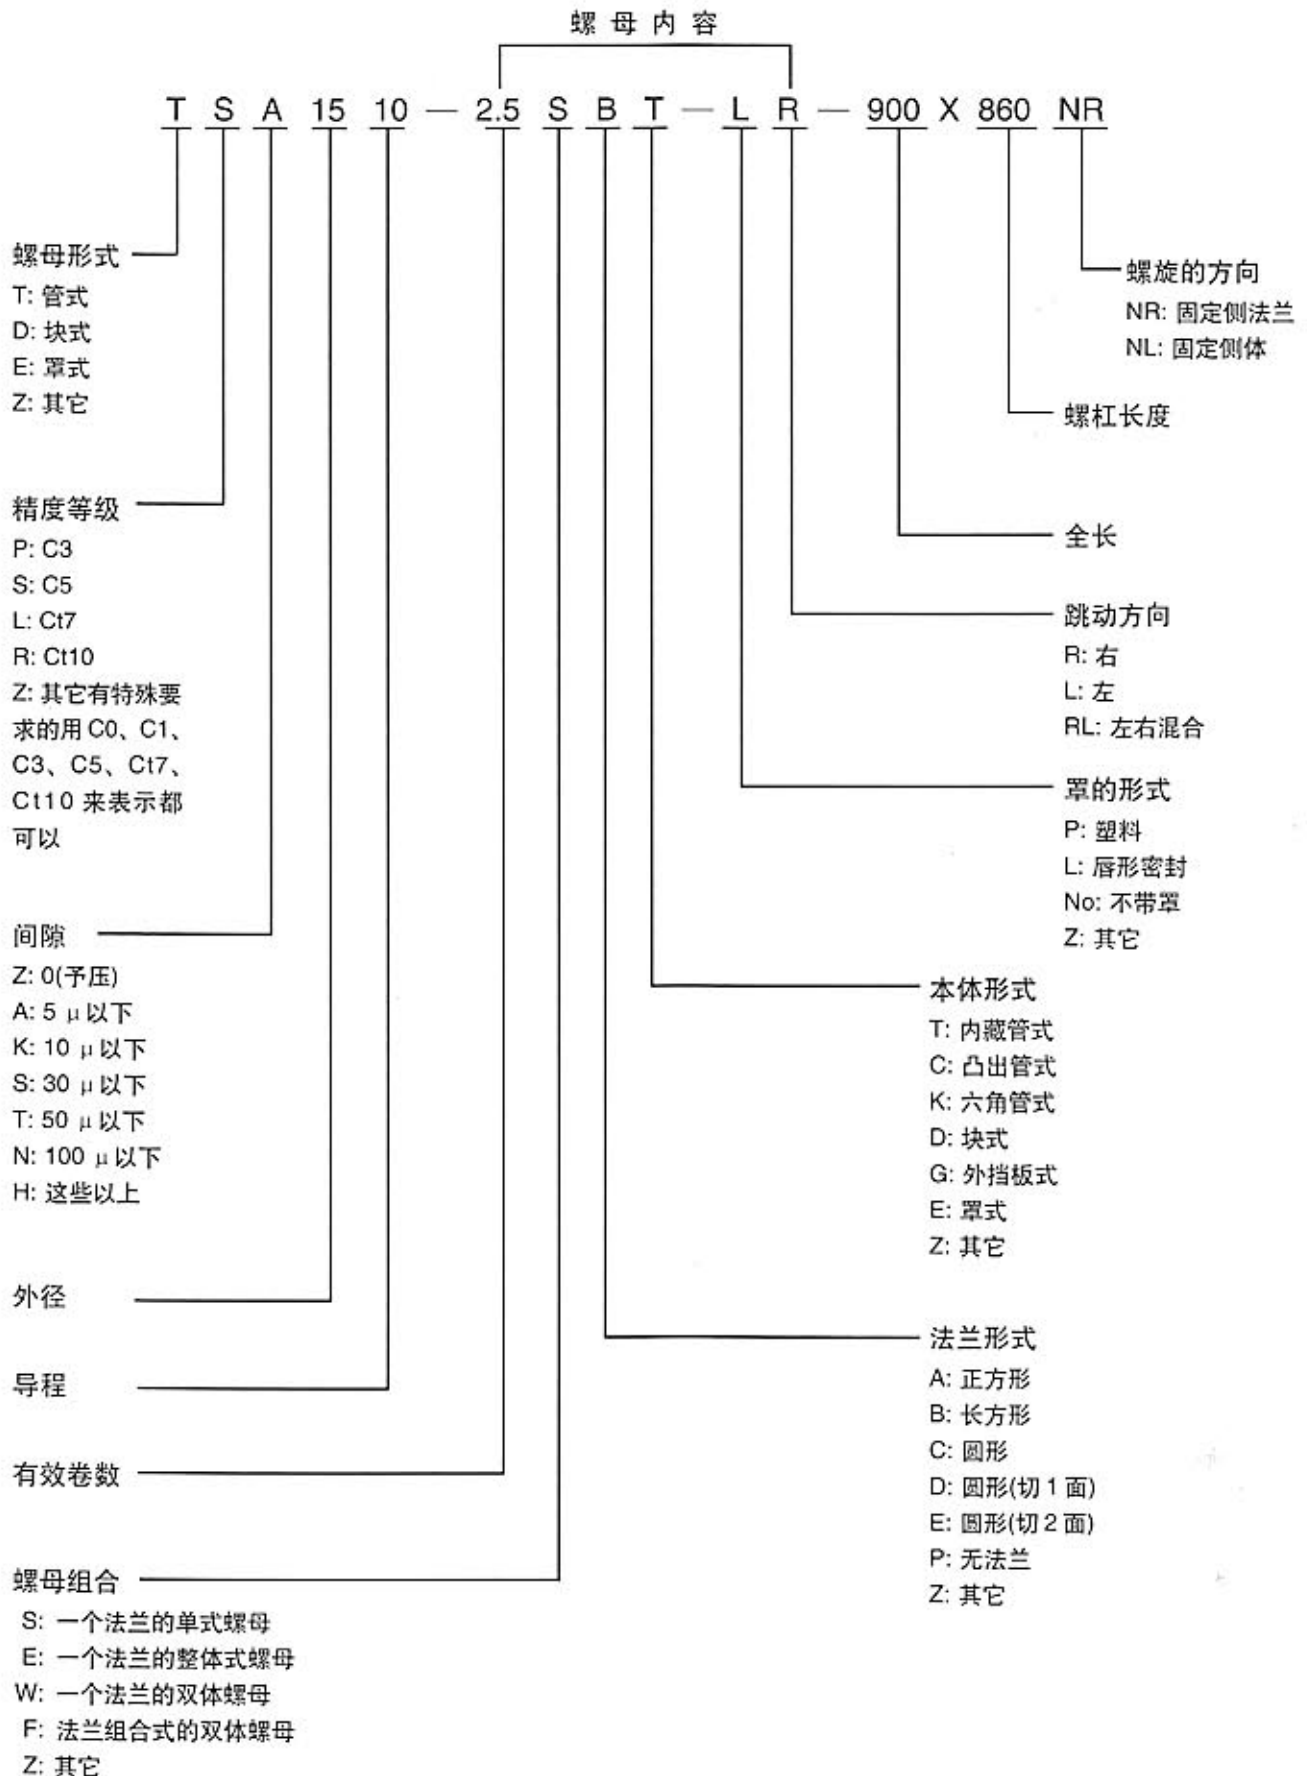 螺母内容
T S A 15 10 — 2.5 S B T — L R — 900 X 860 NR
螺母形式
T: 管式
D: 块式
E: 罩式
Z: 其它
精度等级
P: C3
S: C5
L: Ct7
R: Ct10
Z: 其它有特殊要
求的用 C0、C1、
C3、C5、Ct7、
Ct10 来表示都
可以
间隙
Z: 0(予压)
A: 5 μ以下
K: 10 μ以下
S: 30 μ以下
T: 50 μ以下
N: 100 μ以下
H: 这些以上
外径
导程
有效卷数
螺母组合
S: 一个法兰的单式螺母
E: 一个法兰的整体式螺母
W: 一个法兰的双体螺母
F: 法兰组合式的双体螺母
Z: 其它
螺旋的方向
NR: 固定侧法兰
NL: 固定侧体
螺杠长度
全长
跳动方向
R: 右
L: 左
RL: 左右混合
罩的形式
P: 塑料
L: 唇形密封
No: 不带罩
Z: 其它
本体形式
T: 内藏管式
C: 凸出管式
K: 六角管式
D: 块式
G: 外挡板式
E: 罩式
Z: 其它
法兰形式
A: 正方形
B: 长方形
C: 圆形
D: 圆形(切 1 面)
E: 圆形(切 2 面)
P: 无法兰
Z: 其它